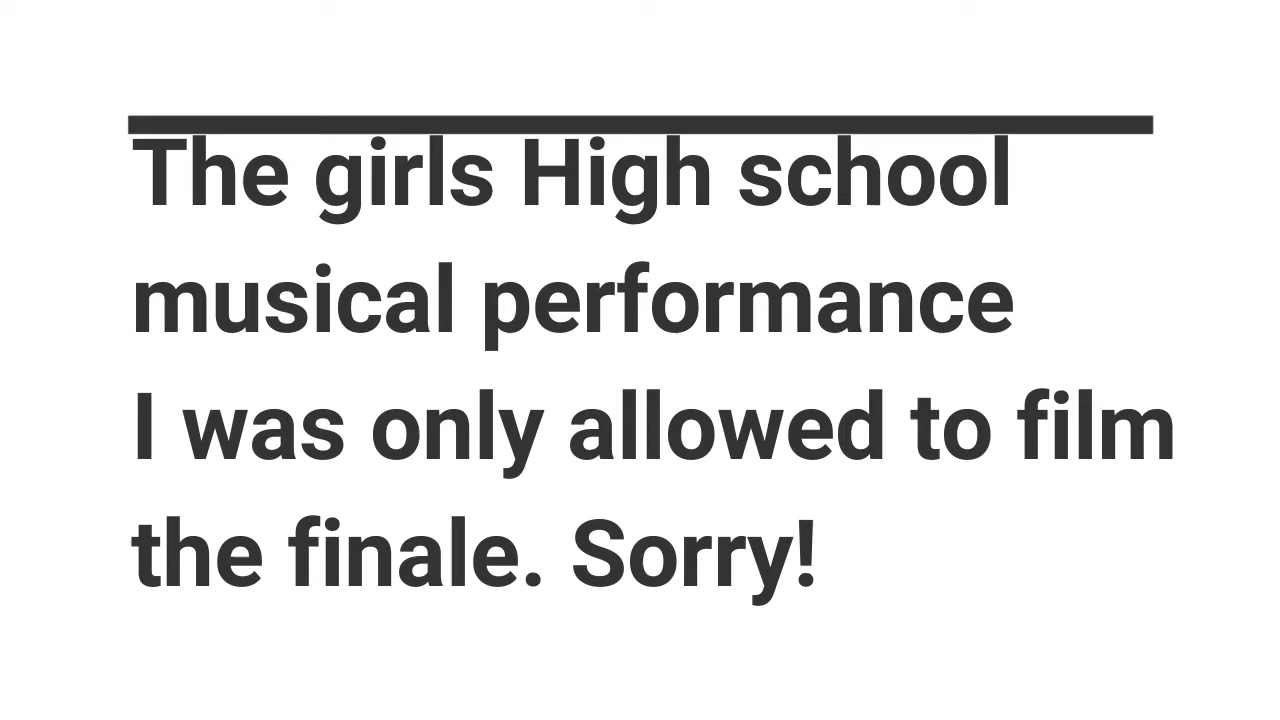 The girls High school
musical performance
I was only allowed to film
the finale. Sorry!